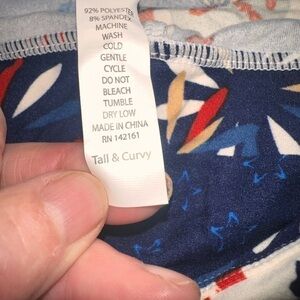 92% POLYESTER
8% SPANDEX
MACHINE
WASH
COLD
GENTLE
CYCLE
DO NOT
BLEACH
TUMBLE
DRY LOW
MADE IN CHINA
RN 142161
Tall & Curvy